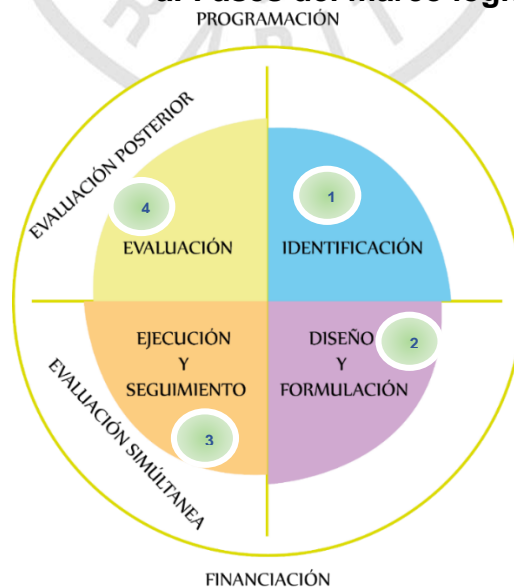 PROGRAMACIÓN
EVALUACIÓN POSTERIOR
4
EVALUACIÓN
1
IDENTIFICACIÓN
EJECUCIÓN
Y
SEGUIMIENTO
3
DISEÑO
Y
FORMULACIÓN
2
EVALUACIÓN SIMÚLTANEA
FINANCIACIÓN